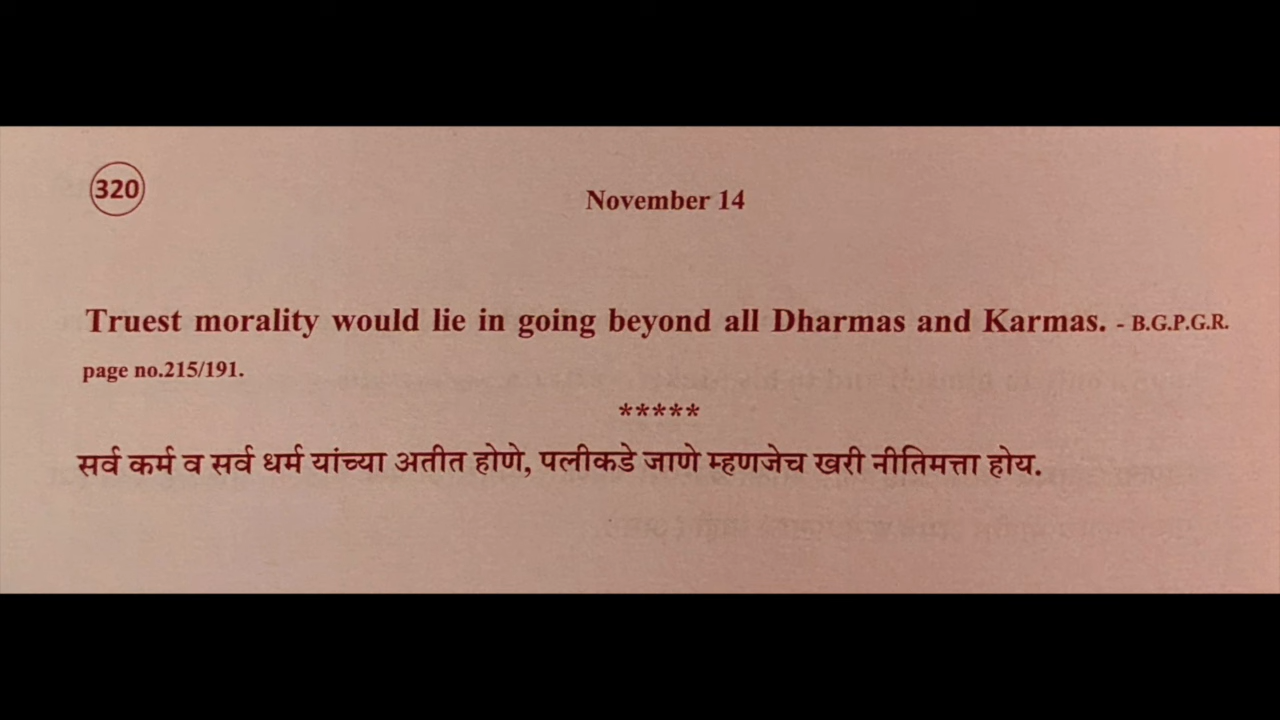 320
November 14
Truest morality would lie in going beyond all Dharmas and Karmas. - B.G.P.G.R.
page no.215/191.
*****
सर्व कर्म व सर्व धर्म यांच्या अतीत होणे, पलीकडे जाणे म्हणजेच खरी नीतिमत्ता होय.